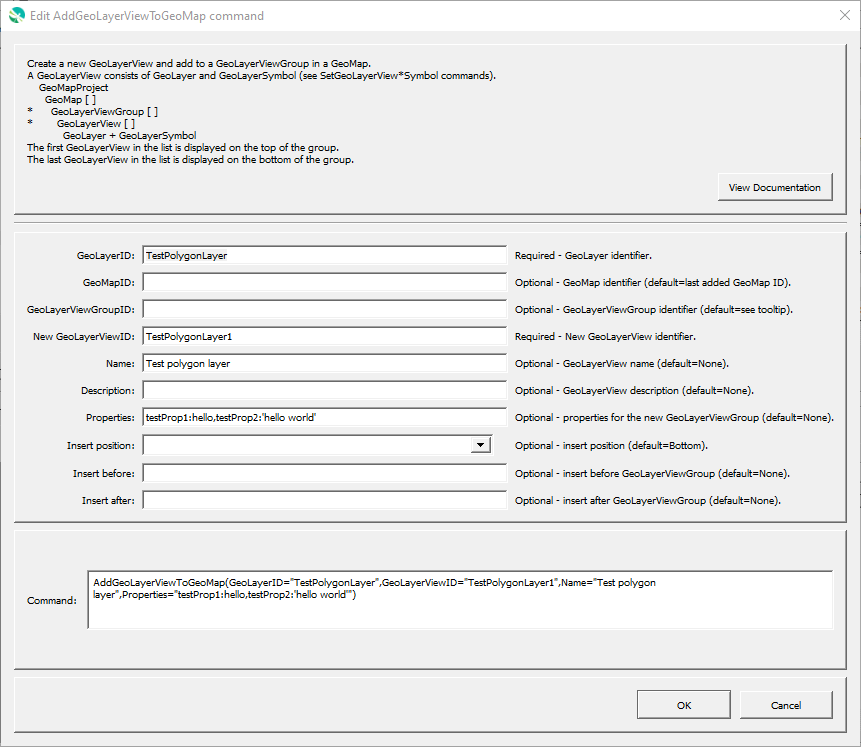 Edit AddGeoLayerViewToGeoMap command
Create a new GeoLayerView and add to a GeoLayerViewGroup in a GeoMap.
A GeoLayerView consists of GeoLayer and GeoLayerSymbol (see SetGeoLayerView*Symbol commands).
GeoMapProject
GeoMap [ ]
* GeoLayerViewGroup [ ]
* GeoLayerView [ ]
GeoLayer + GeoLayerSymbol
The first GeoLayerView in the list is displayed on the top of the group.
The last GeoLayerView in the list is displayed on the bottom of the group.
View Documentation
GeoLayerID: TestPolygonLayer Required - GeoLayer identifier.
GeoMapID: Optional - GeoMap identifier (default=last added GeoMap ID).
GeoLayerViewGroupID: Optional - GeoLayerViewGroup identifier (default=see tooltip).
New GeoLayerViewID: TestPolygonLayer1 Required - New GeoLayerView identifier.
Name: Test polygon layer Optional - GeoLayerView name (default=None).
Description: Optional - GeoLayerView description (default=None).
Properties: testProp1:hello,testProp2:'hello world' Optional - properties for the new GeoLayerViewGroup (default=None).
Insert position: Optional - insert position (default=Bottom).
Insert before: Optional - insert before GeoLayerViewGroup (default=None).
Insert after: Optional - insert after GeoLayerViewGroup (default=None).
AddGeoLayerViewToGeoMap(GeoLayerID="TestPolygonLayer",GeoLayerViewID="TestPolygonLayer1",Name="Test polygon
layer",Properties="testProp1:hello,testProp2:'hello world'")
Command:
OK Cancel